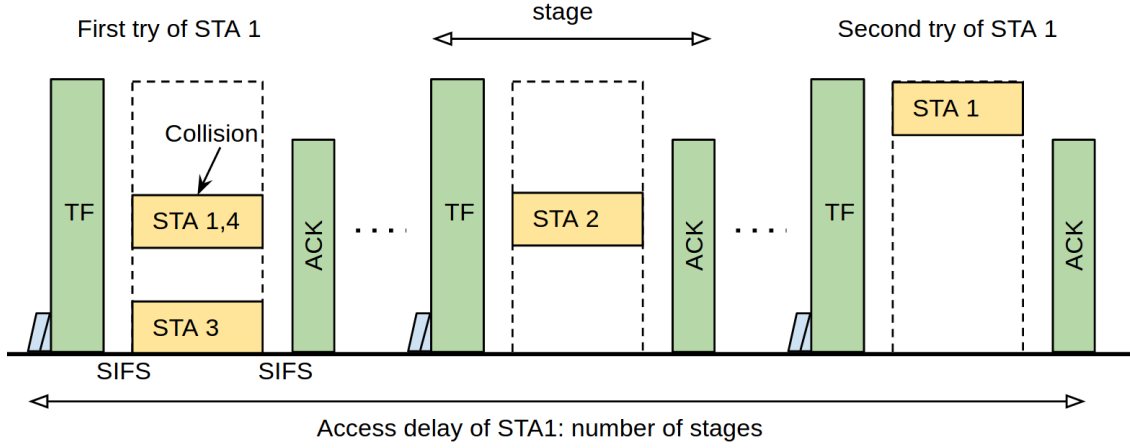 First try of STA 1
stage
Second try of STA 1
Collision
TF
STA 1,4
STA 3
ACK
TF
STA 2
ACK
TF
STA 1
ACK
SIFS
SIFS
Access delay of STA1: number of stages